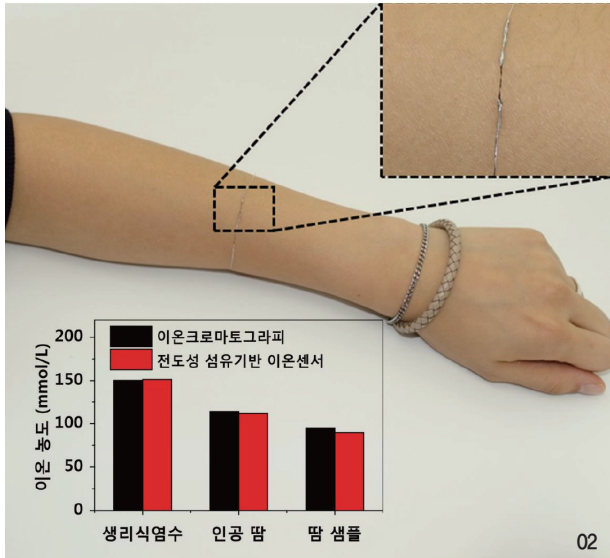 200
150
100
50
0
이온 농도 (mmol/L)
이온크로마토그라피
전도성 섬유기반 이온센서
생리식염수 인공 땀 땀 샘플
02